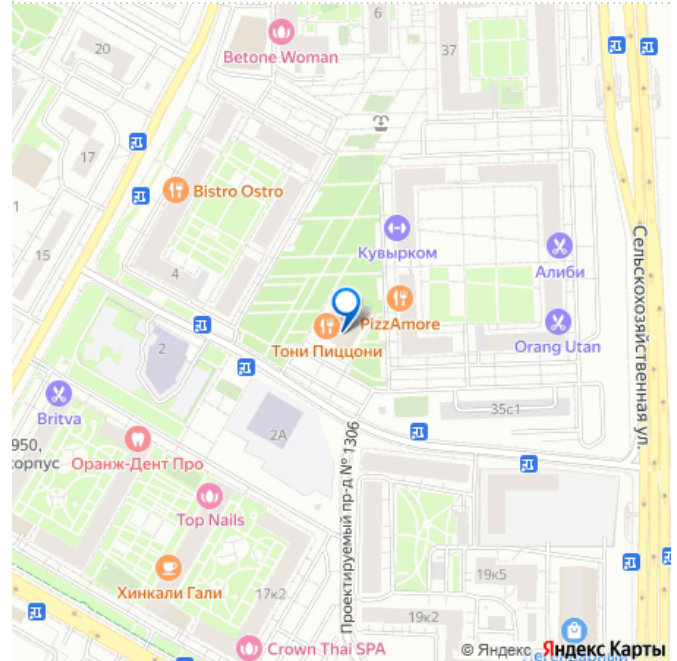 6
20
Betone Woman
37
17
Bistro Ostro
1
Кувырком
15
Алиби
4
PizzAmore
Тони Пиццони
Orang Utan
2
Сельскохозяйственная ул.
Britva
35с1
2А
950,
корпус
Оранж-Дент Про
Проектируемый пр-д № 1306
Top Nails
Хинкали Гали
17к2
19к5
19к2
Crown Thai SPA
© Яндекс Яндекс Карты